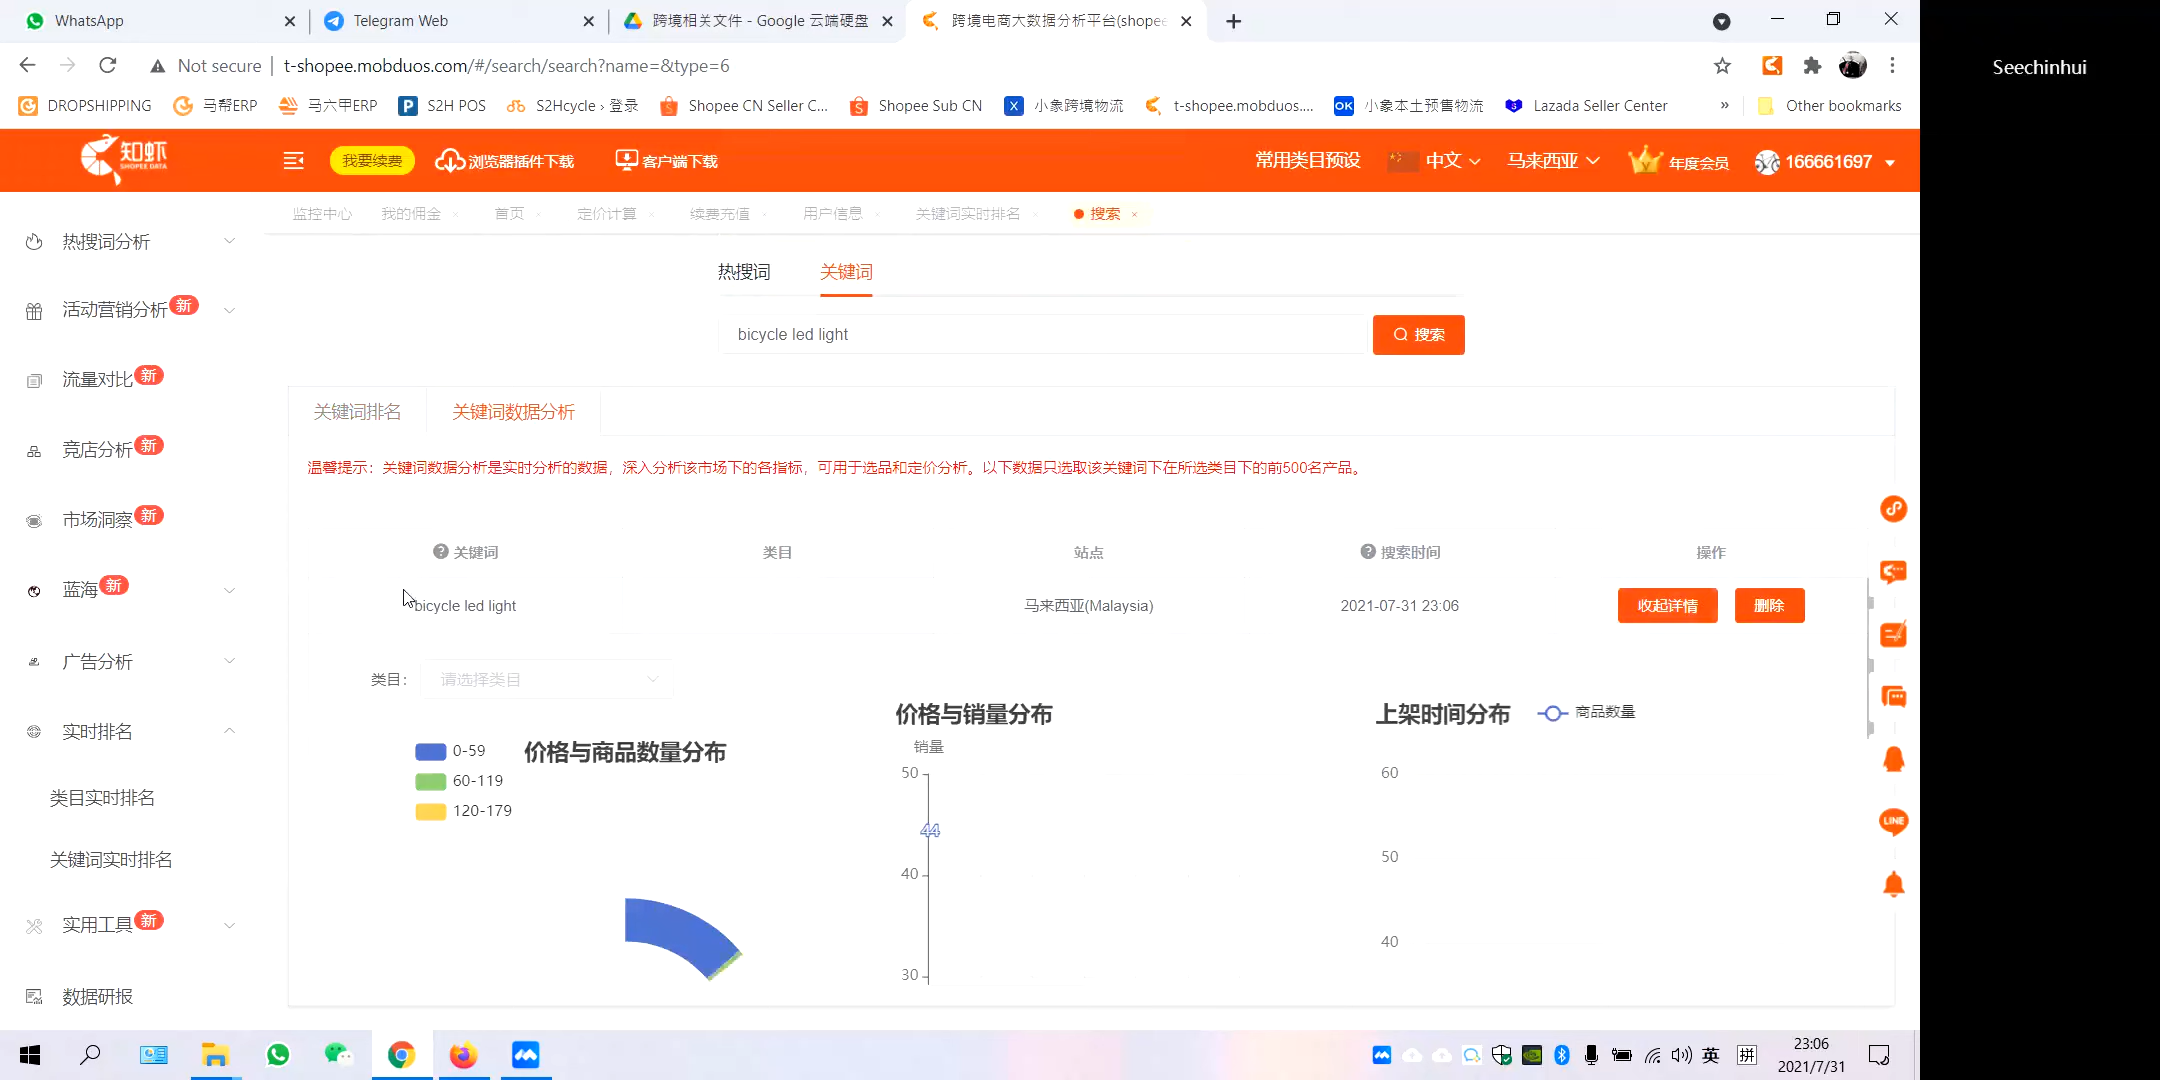 WhatsApp
Telegram Web
跨境相关文件 - Google 云端硬盘
跨境电商大数据分析平台(shopee
Not secure
t-shopee.mobduos.com/#/search/search?name=&type=6
DROPSHIPPING
马帮ERP
马六甲ERP
S2H POS
S2Hcycle › 登录
Shopee CN Seller C...
Shopee Sub CN
小象跨境物流
t-shopee.mobduos....
小象本土预售物流
Lazada Seller Center
»
Other bookmarks
Seechinhui
知虾
SHOPEE DATA
我要续费
浏览器插件下载
客户端下载
常用类目预设
中文
马来西亚
年度会员
166661697
监控中心
我的佣金
首页
定价计算
续费充值
用户信息
关键词实时排名
搜索
热搜词分析
活动营销分析 新
流量对比 新
竞店分析 新
市场洞察 新
蓝海 新
广告分析
实时排名
类目实时排名
关键词实时排名
实用工具 新
数据研报
热搜词
关键词
bicycle led light
搜索
关键词排名
关键词数据分析
温馨提示：关键词数据分析是实时分析的数据，深入分析该市场下的各指标，可用于选品和定价分析。以下数据只选取该关键词下在所选类目下的前500名产品。
关键词
类目
站点
搜索时间
操作
bicycle led light
马来西亚(Malaysia)
2021-07-31 23:06
收起详情
删除
类目：
请选择类目
0-59
60-119
120-179
价格与商品数量分布
价格与销量分布
销量
50
44
40
30
上架时间分布
商品数量
60
50
40
LINE
英
拼
23:06
2021/7/31